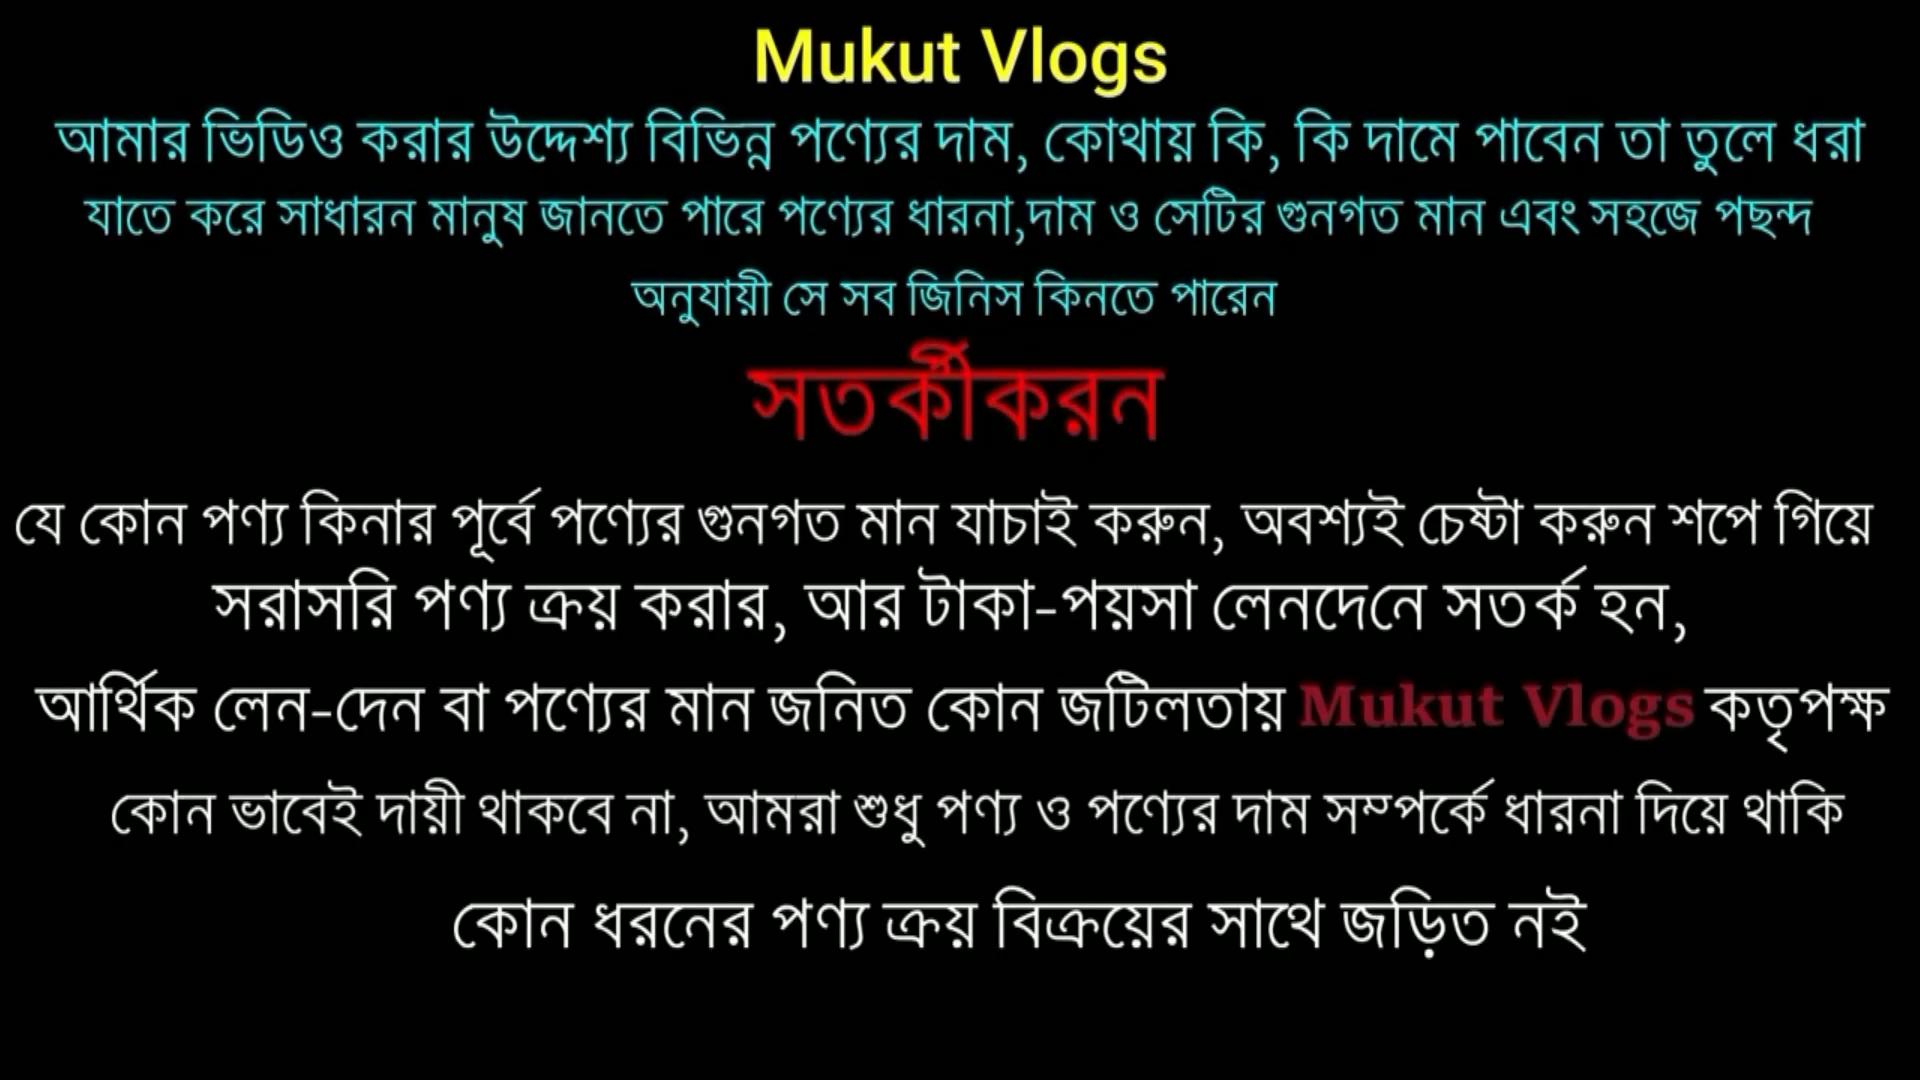 Mukut Vlogs
আমার ভিডিও করার উদ্দেশ্য বিভিন্ন পণ্যের দাম, কোথায় কি, কি দামে পাবেন তা তুলে ধরা
যাতে করে সাধারন মানুষ জানতে পারে পণ্যের ধারনা,দাম ও সেটির গুনগত মান এবং সহজে পছন্দ
অনুযায়ী সে সব জিনিস কিনতে পারেন
সতর্কীকরন
যে কোন পণ্য কিনার পূর্বে পণ্যের গুনগত মান যাচাই করুন, অবশ্যই চেষ্টা করুন শপে গিয়ে
সরাসরি পণ্য ক্রয় করার, আর টাকা-পয়সা লেনদেনে সতর্ক হন,
আর্থিক লেন-দেন বা পণ্যের মান জনিত কোন জটিলতায় Mukut Vlogs কতৃপক্ষ
কোন ভাবেই দায়ী থাকবে না, আমরা শুধু পণ্য ও পণ্যের দাম সম্পর্কে ধারনা দিয়ে থাকি
কোন ধরনের পণ্য ক্রয় বিক্রয়ের সাথে জড়িত নই